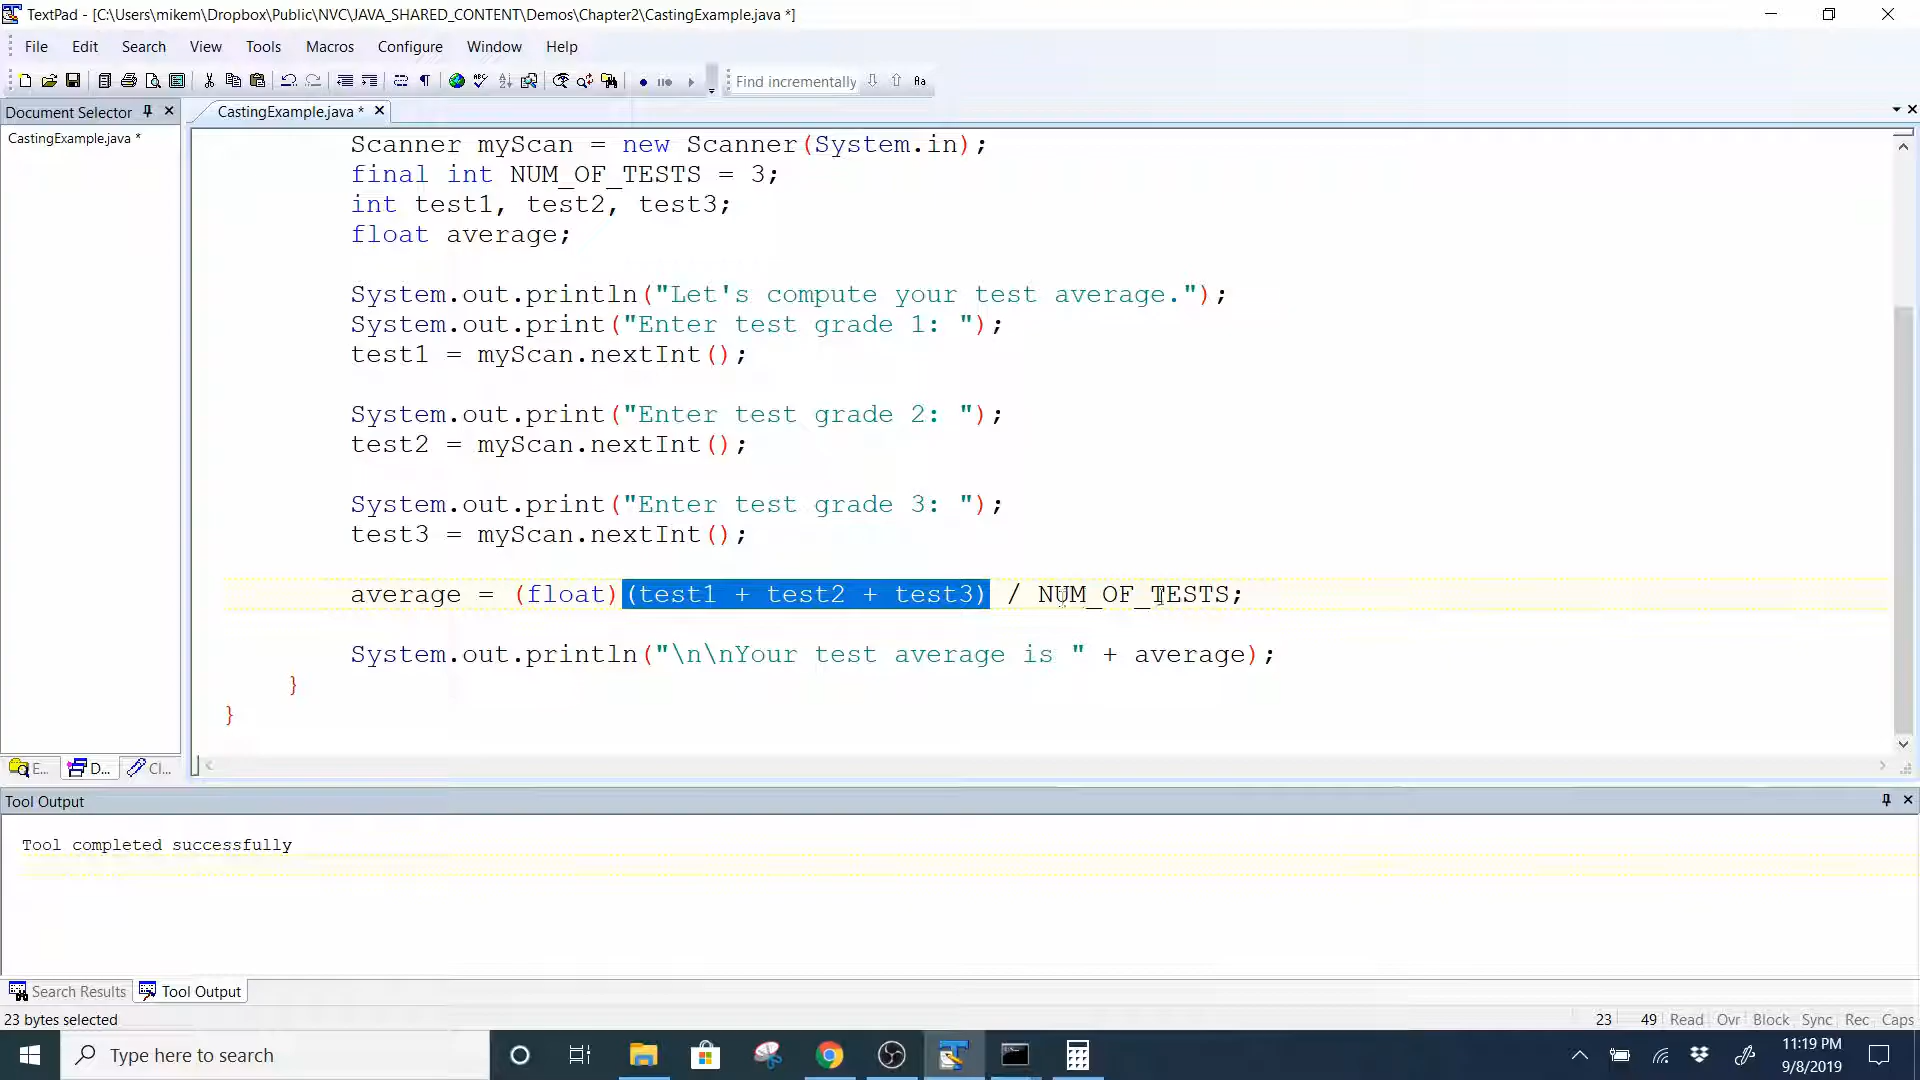 TextPad - [C:\Users\mikem\Dropbox\Public\NVC\JAVA_SHARED_CONTENT\Demos\Chapter2\CastingExample.java *]
File Edit Search View Tools Macros Configure Window Help
Find incrementally
Document Selector
CastingExample.java *
CastingExample.java *
Scanner myScan = new Scanner(System.in);
final int NUM_OF_TESTS = 3;
int test1, test2, test3;
float average;
System.out.println("Let's compute your test average.");
System.out.print("Enter test grade 1: ");
test1 = myScan.nextInt();
System.out.print("Enter test grade 2: ");
test2 = myScan.nextInt();
System.out.print("Enter test grade 3: ");
test3 = myScan.nextInt();
average = (float)(test1 + test2 + test3) / NUM_OF_TESTS;
System.out.println("\n\nYour test average is " + average);
}
}
E... D... Cl...
Tool Output
Tool completed successfully
Search Results Tool Output
23 bytes selected 23 49 Read Ovr Block Sync Rec Caps
Type here to search
11:19 PM
9/8/2019